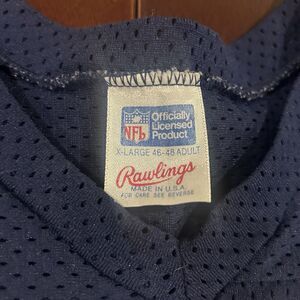 NFL
Officially
Licensed
Product
X-LARGE 46-48 ADULT
Rawlings
MADE IN U.S.A.
FOR CARE SEE REVERSE